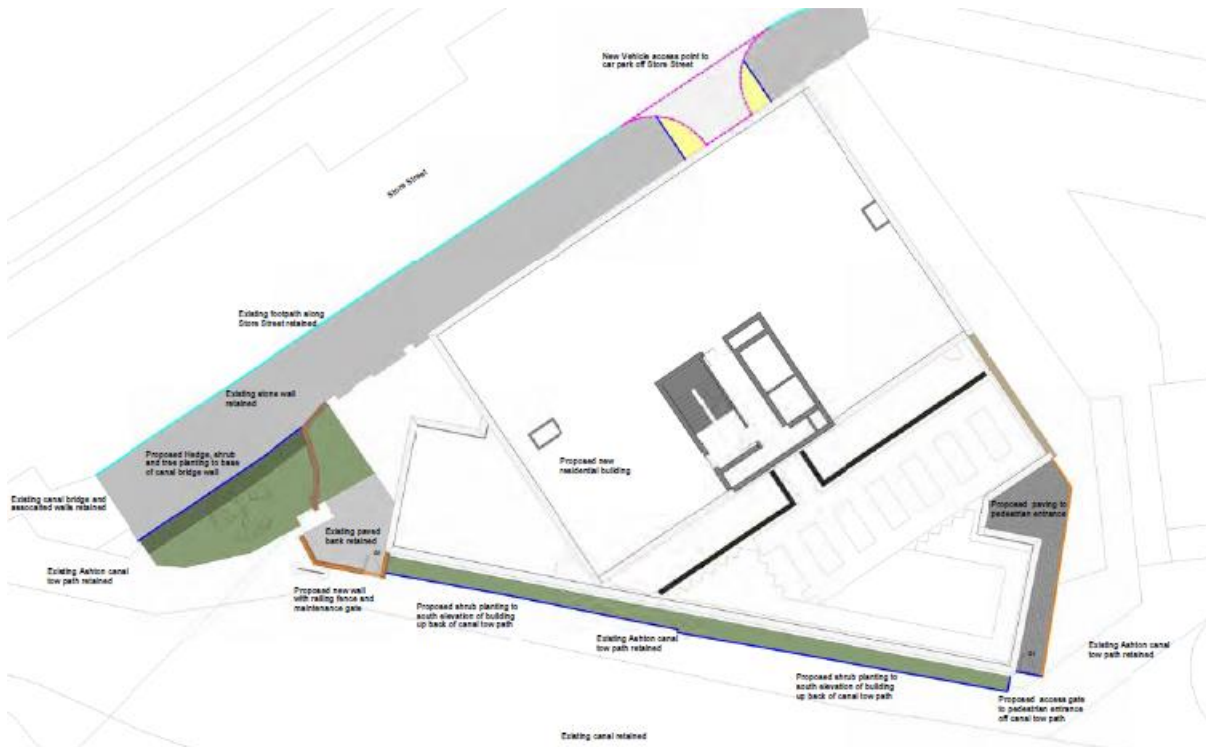 New Vehicle access point to
car park off Store Street
Store Street
Existing footpath along
Store Street retained
Existing stone wall
retained
Proposed Hedge, shrub
and tree planting to base
of canal bridge wall
Proposed new
residential building
Existing canal bridge and
associated walls retained
Proposed paving to
pedestrian entrance
Existing paved
bank retained
Existing Ashton canal
tow path retained
Proposed new wall
with railing fence and
maintenance gate
Proposed shrub planting to
south elevation of building
up back of canal tow path
Existing Ashton canal
tow path retained
Existing Ashton canal
tow path retained
Proposed shrub planting to
south elevation of building
up back of canal tow path
Proposed access gate
to pedestrian entrance
off canal tow path
Existing canal retained